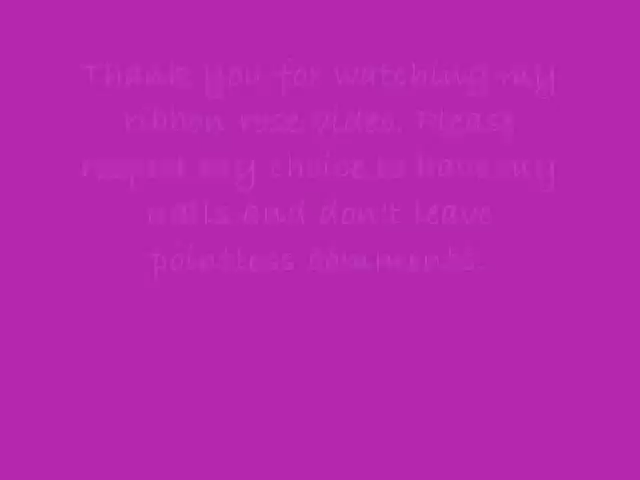 Thank you for watching my
ribbon rose video. Please
respect my choice to have my
nails and don't leave
pointless comments.